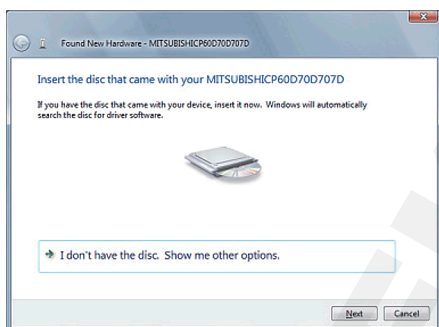 Found New Hardware - MITSUBISHICP60D70D707D
Insert the disc that came with your MITSUBISHICP60D70D707D
If you have the disc that came with your device, insert it now. Windows will automatically
search the disc for driver software.
I don't have the disc. Show me other options.
Next Cancel